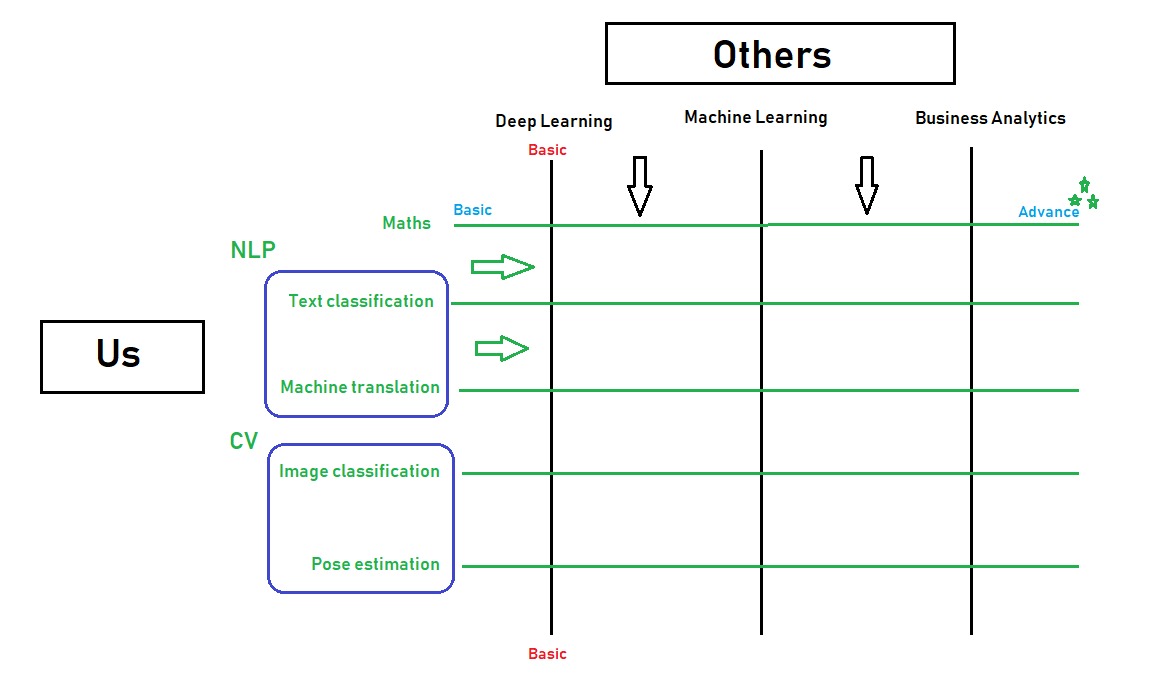 Others
Deep Learning
Machine Learning
Business Analytics
Basic
Basic
Advance
Maths
NLP
Text classification
Us
Machine translation
CV
Image classification
Pose estimation
Basic